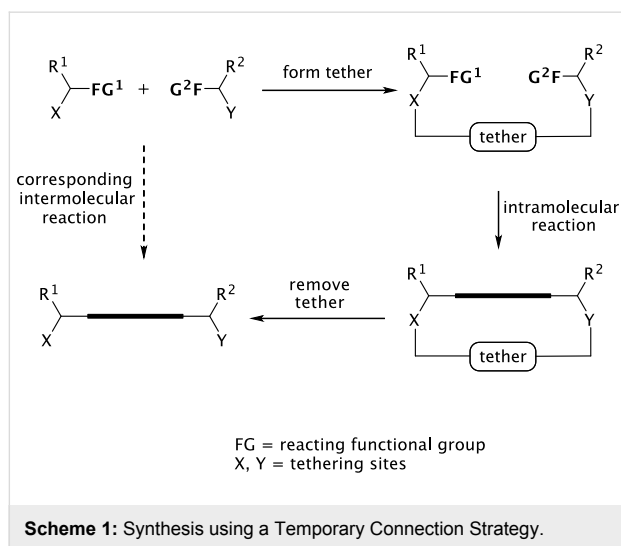 R¹ FG¹ + G²F R² form tether R¹ FG¹ G²F R²
X Y X Y
tether
corresponding
intermolecular
reaction
intramolecular
reaction
R¹ R² remove
tether R¹ R²
X Y X Y
tether
FG = reacting functional group
X, Y = tethering sites
Scheme 1: Synthesis using a Temporary Connection Strategy.